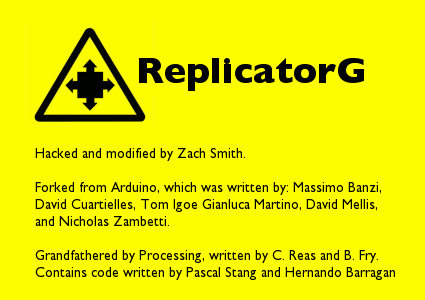 ReplicatorG
Hacked and modified by Zach Smith.
Forked from Arduino, which was written by: Massimo Banzi,
David Cuartielles, Tom Igoe Gianluca Martino, David Mellis,
and Nicholas Zambetti.
Grandfathered by Processing, written by C. Reas and B. Fry.
Contains code written by Pascal Stang and Hernando Barragan